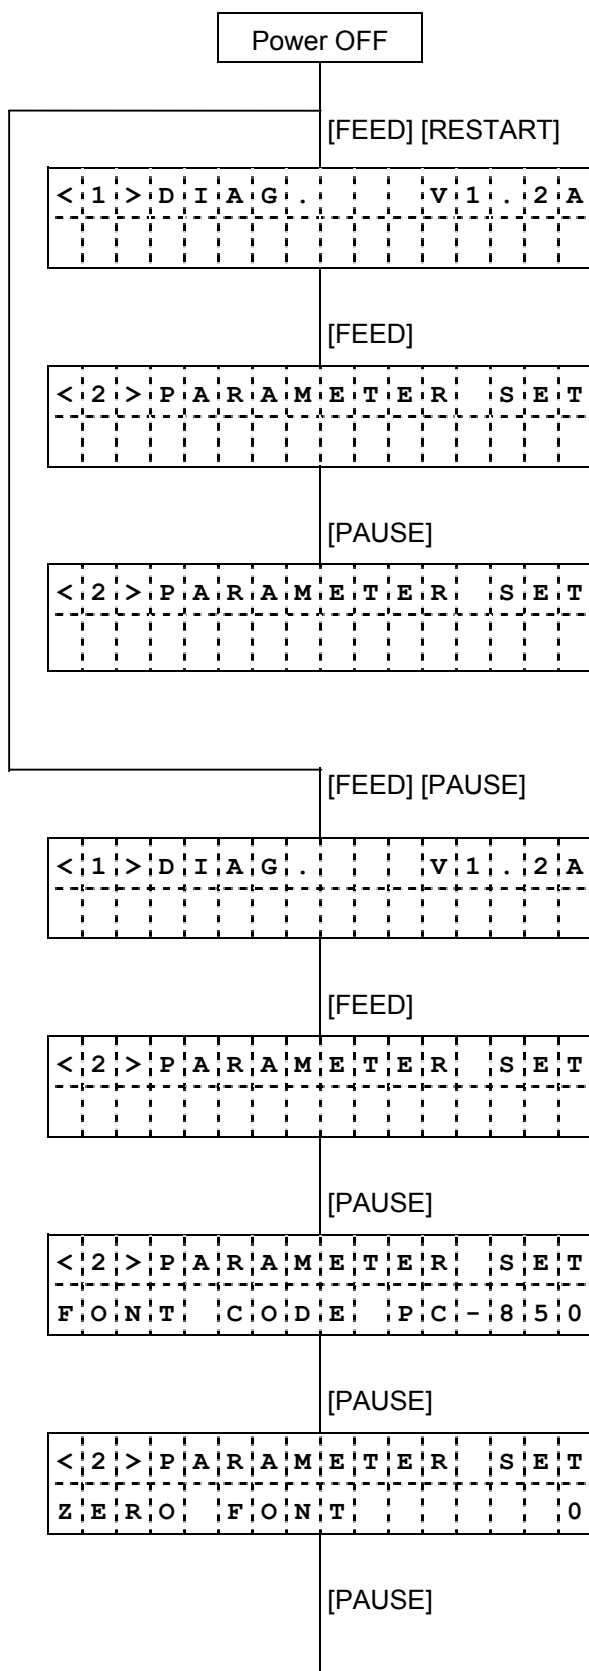 Power OFF
[FEED] [RESTART]
<1>DIAG. V1.2A
[FEED]
<2>PARAMETER SET
[PAUSE]
<2>PARAMETER SET
[FEED] [PAUSE]
<1>DIAG. V1.2A
[FEED]
<2>PARAMETER SET
[PAUSE]
<2>PARAMETER SET
FONT CODE PC-850
[PAUSE]
<2>PARAMETER SET
ZERO FONT 0
[PAUSE]